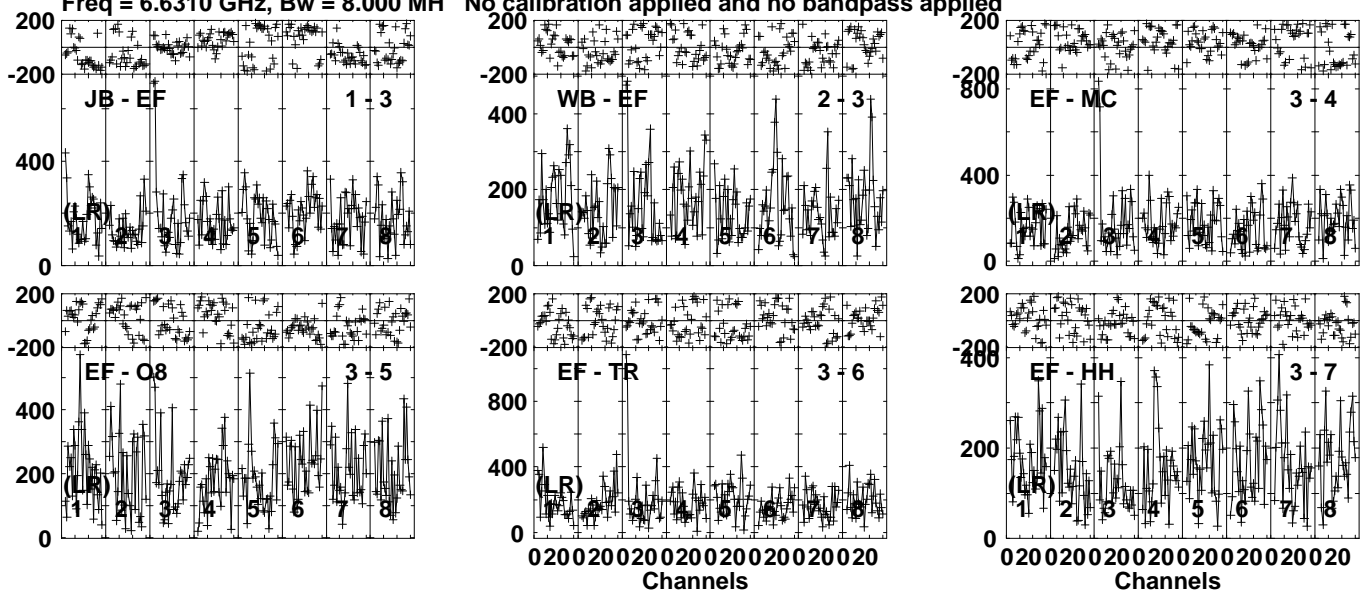 Freq = 6.6310 GHz, Bw = 8.000 MH No calibration applied and no bandpass applied
200
-200
JB - EF 1 - 3
400
(LR)
1 2 3 4 5 6 7 8
0
200
-200
WB - EF 2 - 3
400
200
(LR)
1 2 3 4 5 6 7 8
0
200
-200
800
EF - MC 3 - 4
400
(LR)
1 2 3 4 5 6 7 8
0
200
-200
EF - O8 3 - 5
400
200
(LR)
1 2 3 4 5 6 7 8
0
200
-200
EF - TR 3 - 6
800
400
(LR)
1 2 3 4 5 6 7 8
0
0 20 0 20 0 20 0 20 0 20 0 20 0 20 0 20
Channels
200
-200
400
EF - HH 3 - 7
200
(LR)
1 2 3 4 5 6 7 8
0
0 20 0 20 0 20 0 20 0 20 0 20 0 20 0 20
Channels